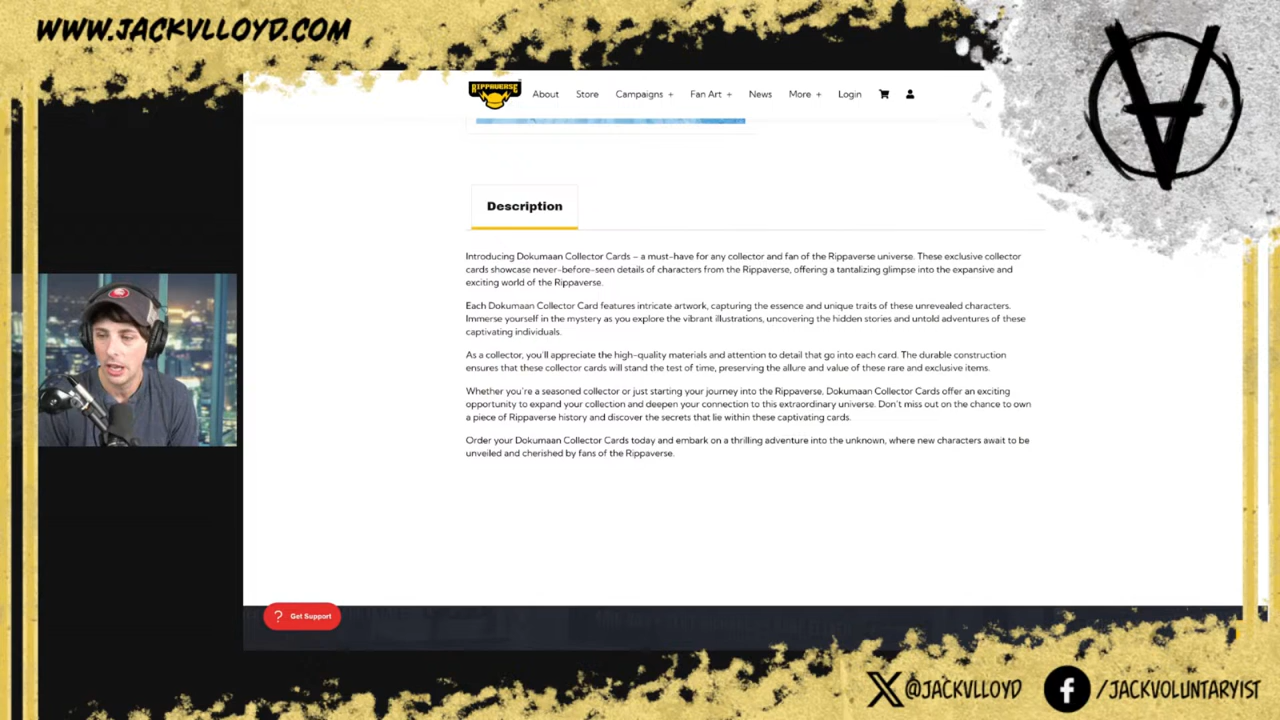 WWW.JACKVLLOYD.COM
RIPPAVERSE
About Store Campaigns + Fan Art + News More + Login
Description
Introducing Dokumaan Collector Cards – a must-have for any collector and fan of the Rippaverse universe. These exclusive collector
cards showcase never-before-seen details of characters from the Rippaverse, offering a tantalizing glimpse into the expansive and
exciting world of the Rippaverse.
Each Dokumaan Collector Card features intricate artwork, capturing the essence and unique traits of these unrevealed characters.
Immerse yourself in the mystery as you explore the vibrant illustrations, uncovering the hidden stories and untold adventures of these
captivating individuals.
As a collector, you'll appreciate the high-quality materials and attention to detail that go into each card. The durable construction
ensures that these collector cards will stand the test of time, preserving the allure and value of these rare and exclusive items.
Whether you're a seasoned collector or just starting your journey into the Rippaverse, Dokumaan Collector Cards offer an exciting
opportunity to expand your collection and deepen your connection to this extraordinary universe. Don't miss out on the chance to own
a piece of Rippaverse history and discover the secrets that lie within these captivating cards.
Order your Dokumaan Collector Cards today and embark on a thrilling adventure into the unknown, where new characters await to be
unveiled and cherished by fans of the Rippaverse.
? Get Support
@JACKVLLOYD
/JACKVOLUNTARYIST